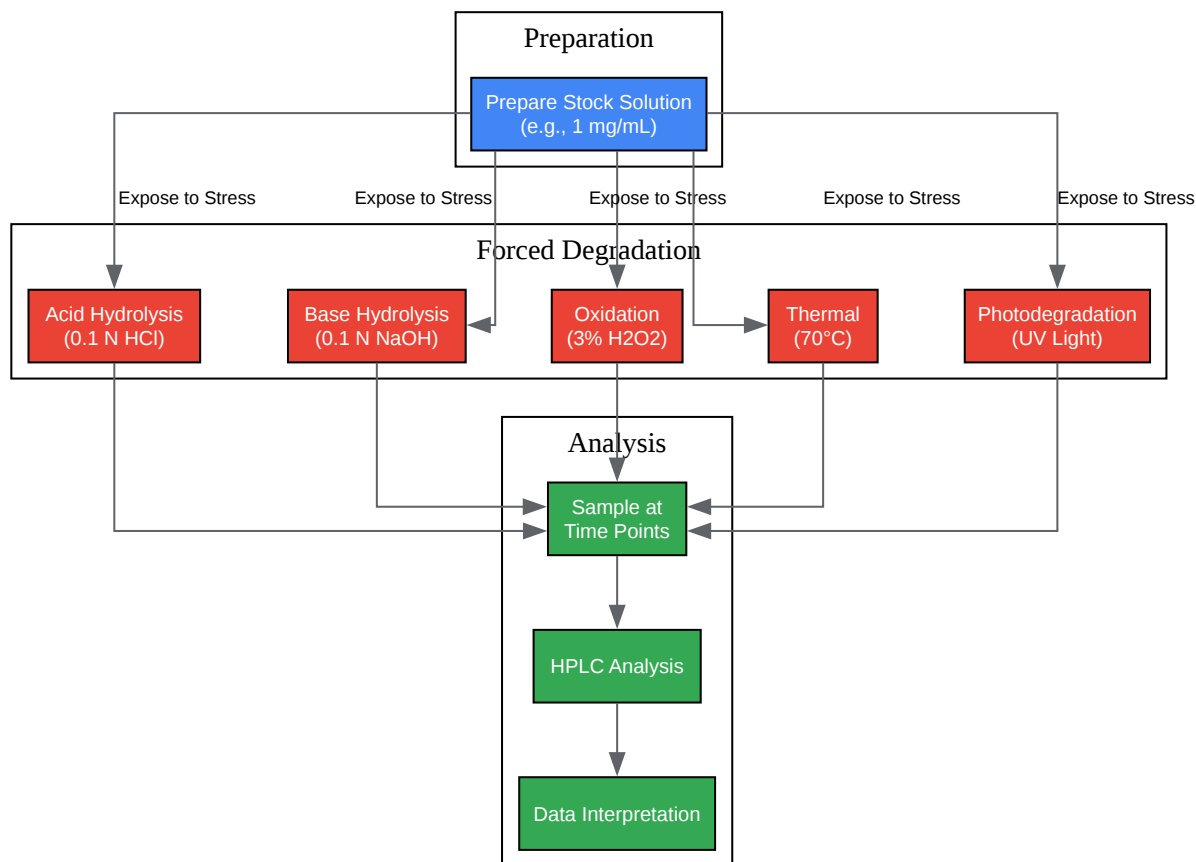 Preparation
Prepare Stock Solution
(e.g., 1 mg/mL)
Expose to Stress
Expose to Stress
Expose to Stress
Expose to Stress
Expose to Stress
Forced Degradation
Acid Hydrolysis
(0.1 N HCl)
Base Hydrolysis
(0.1 N NaOH)
Oxidation
(3% H2O2)
Thermal
(70°C)
Photodegradation
(UV Light)
Analysis
Sample at
Time Points
HPLC Analysis
Data Interpretation